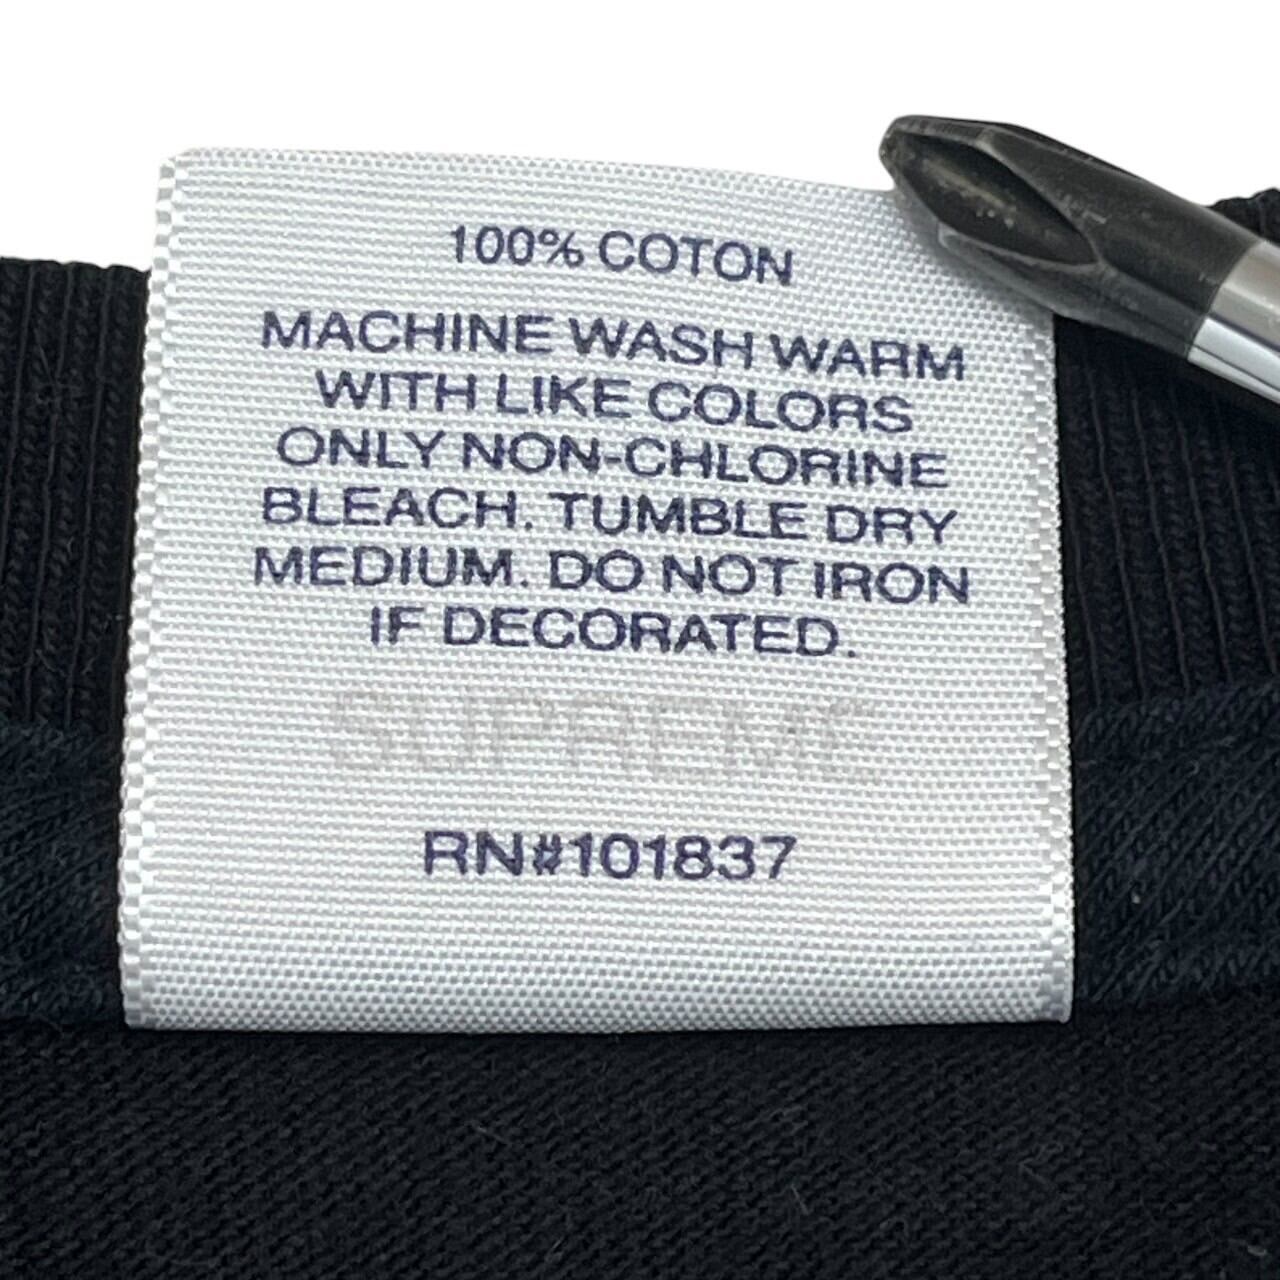 100% COTON
MACHINE WASH WARM
WITH LIKE COLORS
ONLY NON-CHLORINE
BLEACH. TUMBLE DRY
MEDIUM. DO NOT IRON
IF DECORATED.
SUPREME
RN#101837